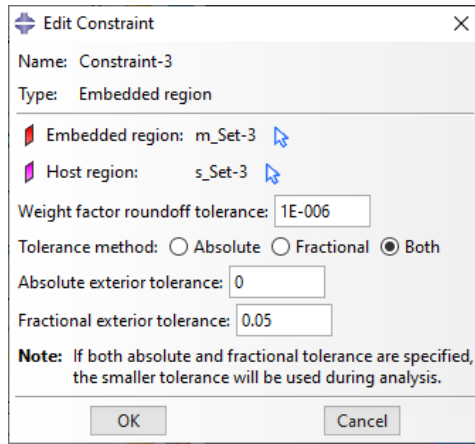 Edit Constraint
Name: Constraint-3
Type: Embedded region
Embedded region: m_Set-3
Host region: s_Set-3
Weight factor roundoff tolerance: 1E-006
Tolerance method: Absolute Fractional Both
Absolute exterior tolerance: 0
Fractional exterior tolerance: 0.05
Note: If both absolute and fractional tolerance are specified,
the smaller tolerance will be used during analysis.
OK Cancel